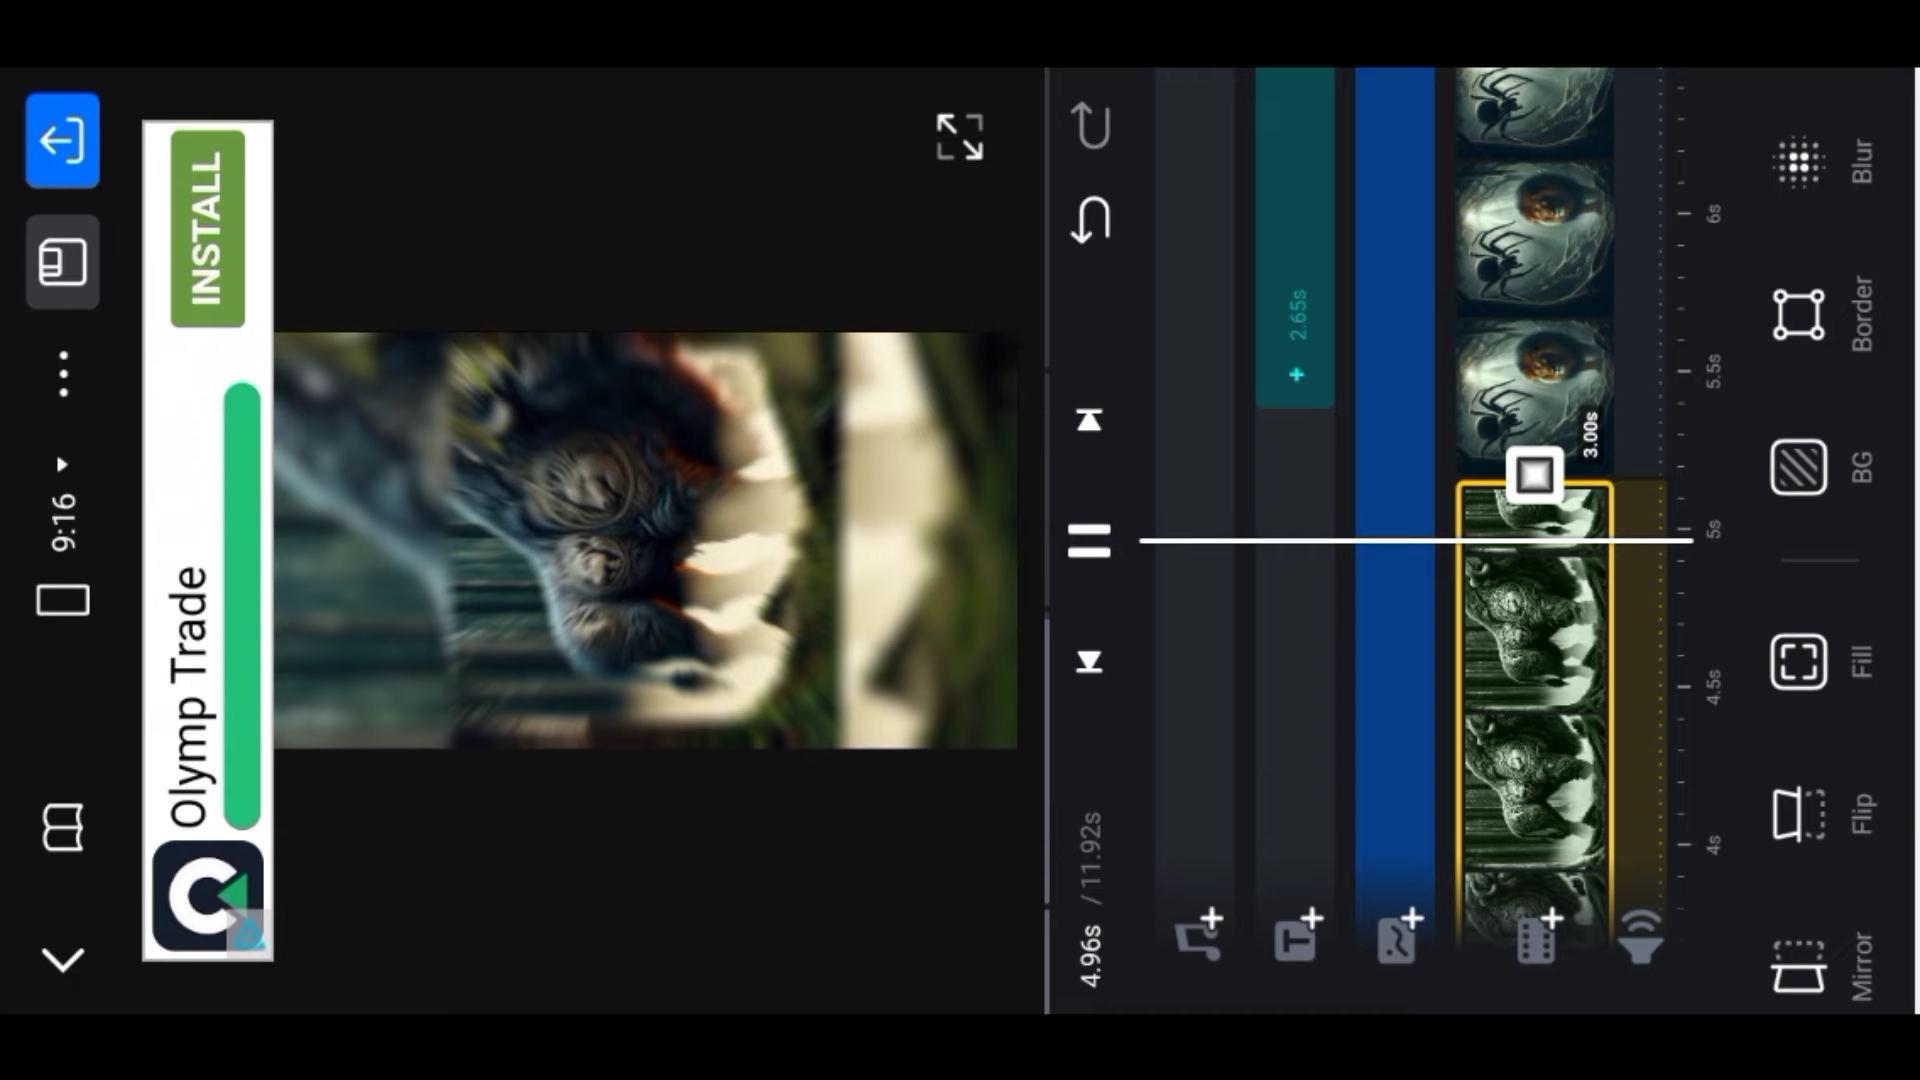 9:16
Olymp Trade
INSTALL
4.96s / 11.92s
2.65s
3.00s
4s
4.5s
5s
5.5s
6s
T
Mirror
Flip
Fill
BG
Border
Blur